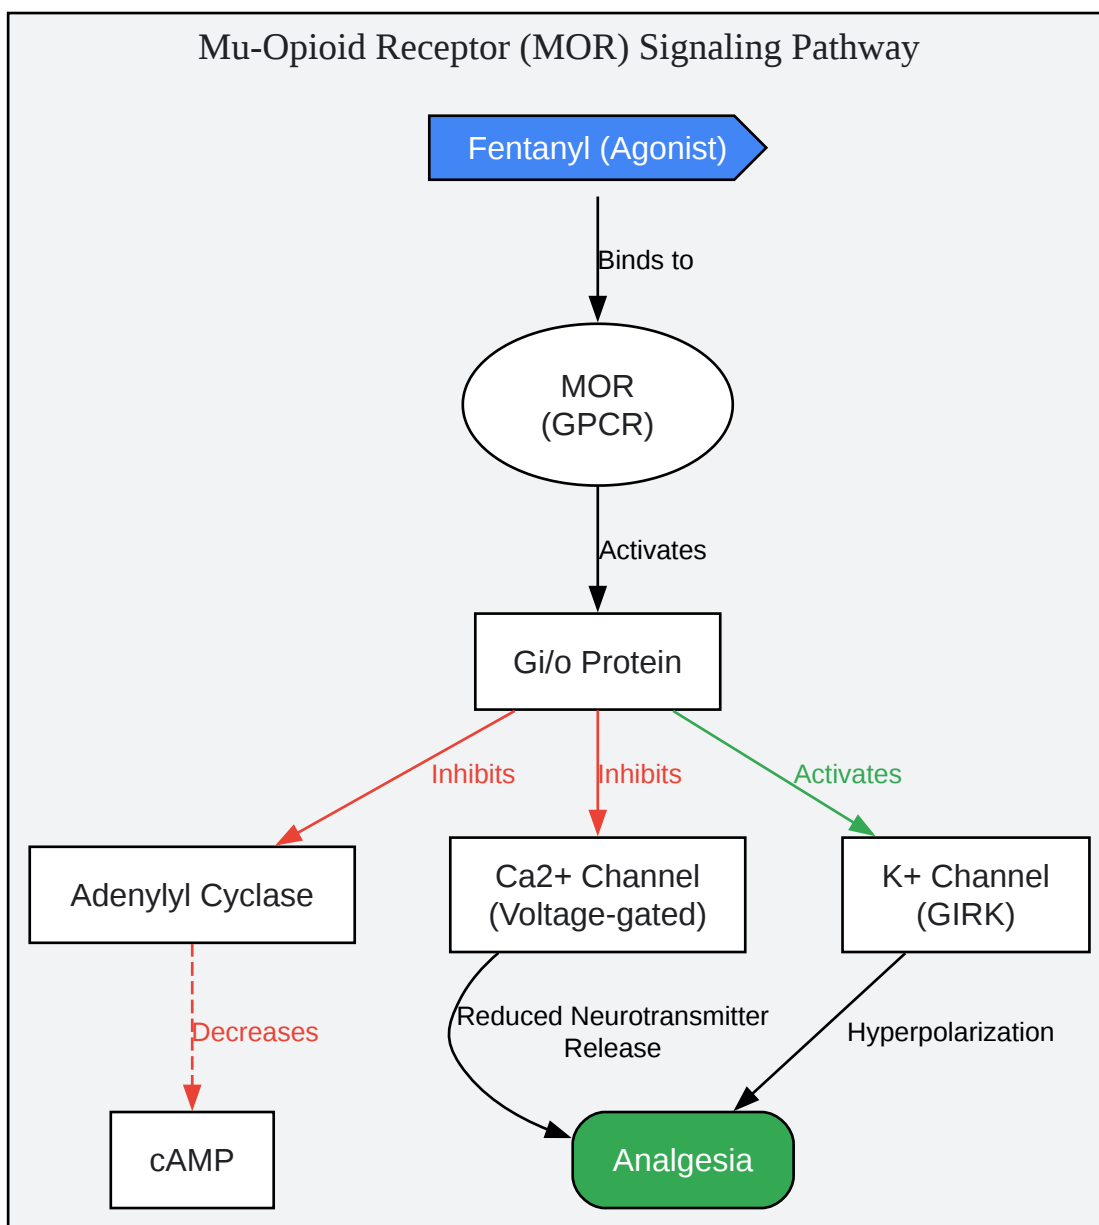 Mu-Opioid Receptor (MOR) Signaling Pathway
Fentanyl (Agonist)
Binds to
MOR
(GPCR)
Activates
Gi/o Protein
Inhibits
Inhibits
Activates
Adenylyl Cyclase
Ca2+ Channel
(Voltage-gated)
K+ Channel
(GIRK)
Decreases
Reduced Neurotransmitter
Release
Hyperpolarization
cAMP
Analgesia